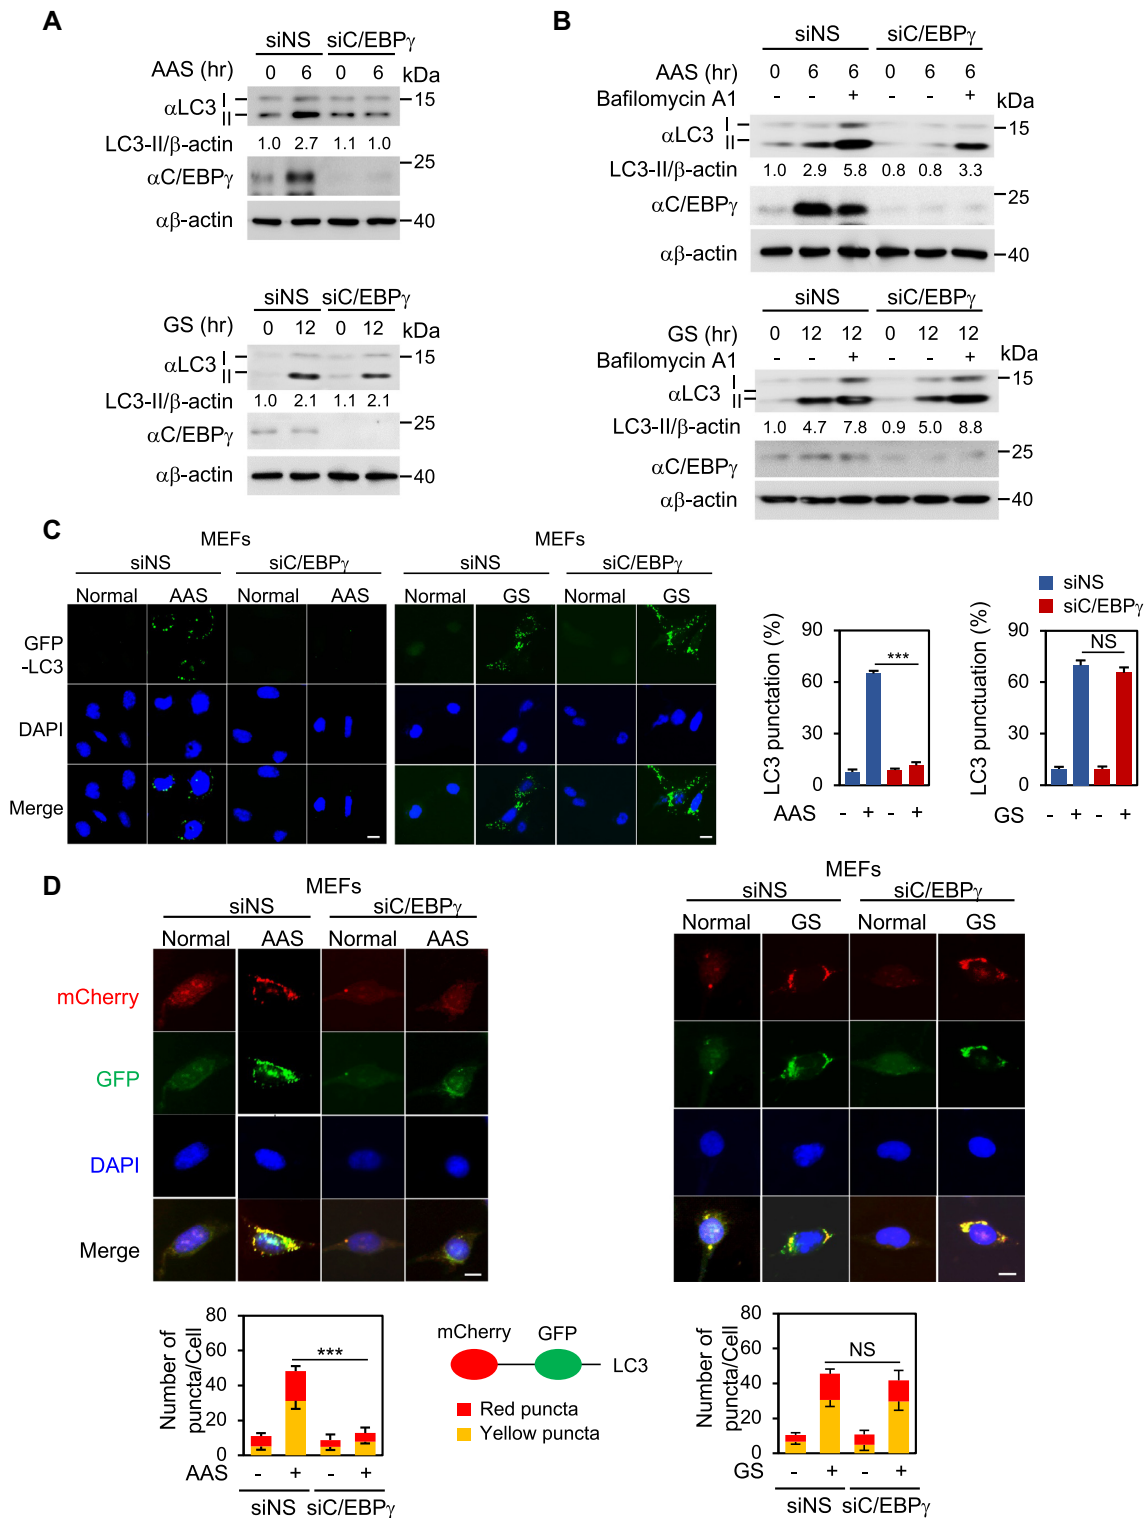 A
siNS siC/EBPγ
AAS (hr) 0 6 0 6 kDa
αLC3 I II 15
LC3-II/β-actin 1.0 2.7 1.1 1.0
αC/EBPγ 25
αβ-actin 40
siNS siC/EBPγ
GS (hr) 0 12 0 12 kDa
αLC3 I II 15
LC3-II/β-actin 1.0 2.1 1.1 2.1
αC/EBPγ 25
αβ-actin 40
B
siNS siC/EBPγ
AAS (hr) 0 6 6 0 6 6
Bafilomycin A1 - - + - - + kDa
αLC3 I II 15
LC3-II/β-actin 1.0 2.9 5.8 0.8 0.8 3.3
αC/EBPγ 25
αβ-actin 40
siNS siC/EBPγ
GS (hr) 0 12 12 0 12 12
Bafilomycin A1 - - + - - + kDa
αLC3 I II 15
LC3-II/β-actin 1.0 4.7 7.8 0.9 5.0 8.8
αC/EBPγ 25
αβ-actin 40
C
MEFs
siNS siC/EBPγ
Normal AAS Normal AAS
GFP
-LC3
DAPI
Merge
MEFs
siNS siC/EBPγ
Normal GS Normal GS
siNS
siC/EBPγ
LC3 punctation (%)
90
60
30
0
***
AAS - + - +
LC3 punctuation (%)
90
60
30
0
NS
GS - + - +
D
MEFs
siNS siC/EBPγ
Normal AAS Normal AAS
mCherry
GFP
DAPI
Merge
MEFs
siNS siC/EBPγ
Normal GS Normal GS
Number of
puncta/Cell
80
60
40
20
0
***
AAS - + - +
siNS siC/EBPγ
mCherry GFP
LC3
Red puncta
Yellow puncta
Number of
puncta/Cell
80
60
40
20
0
NS
GS - + - +
siNS siC/EBPγ